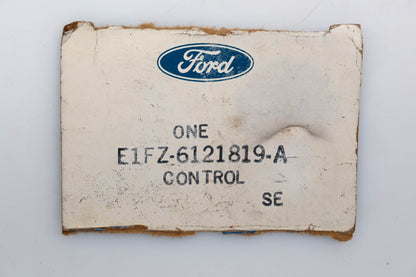 Ford
ONE
E1FZ-6121819-A
CONTROL
SE